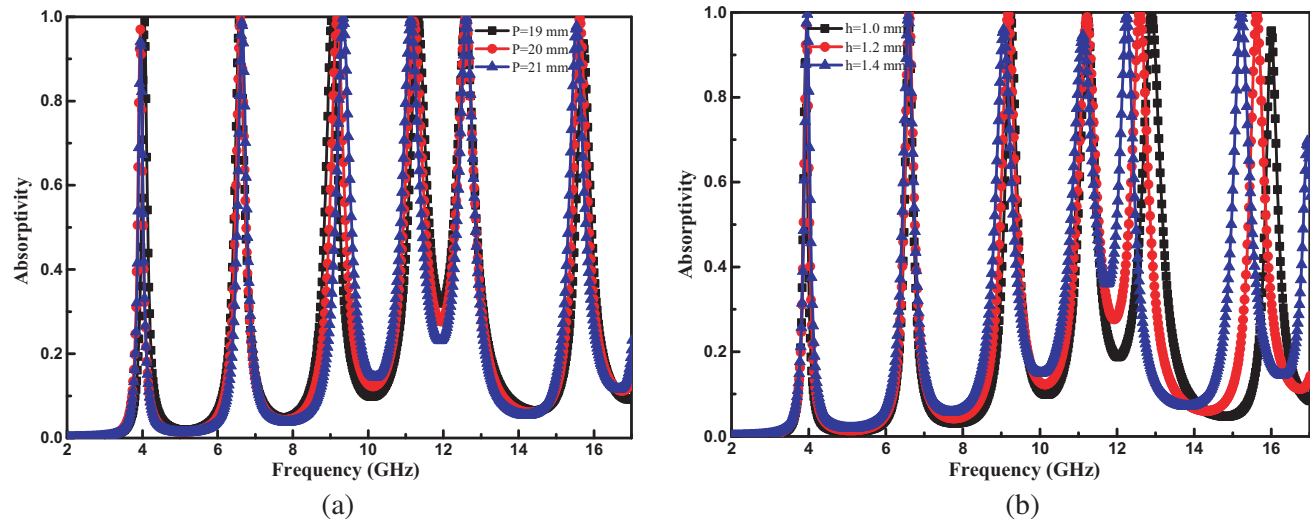 1.0
0.8
0.6
0.4
0.2
0.0
Absorptivity
P=19 mm
P=20 mm
P=21 mm
2 4 6 8 10 12 14 16
Frequency (GHz)
(a)
1.0
0.8
0.6
0.4
0.2
0.0
Absorptivity
h=1.0 mm
h=1.2 mm
h=1.4 mm
2 4 6 8 10 12 14 16
Frequency (GHz)
(b)